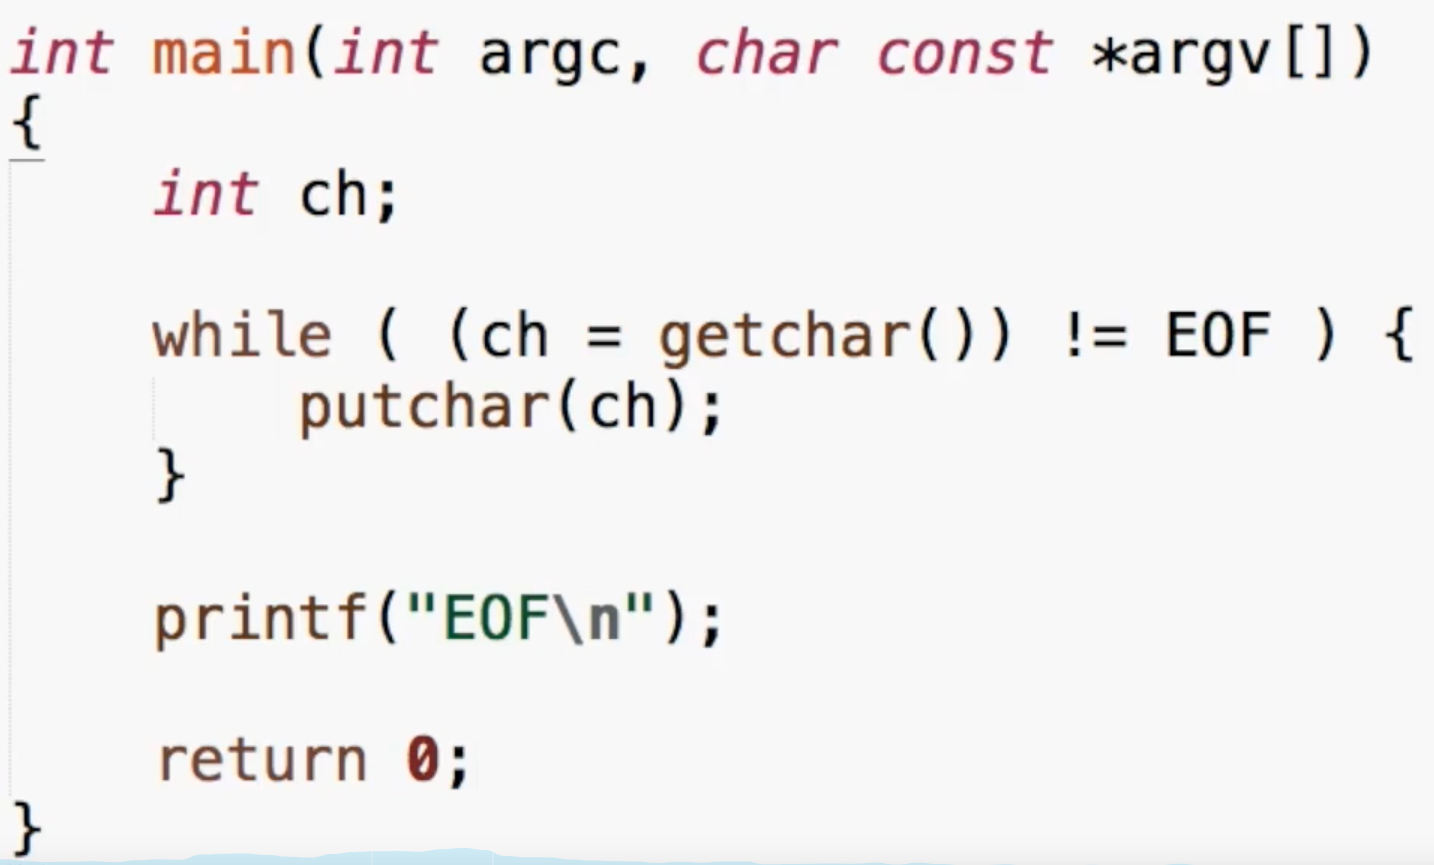 int main(int argc, char const *argv[])
{
    int ch;

    while ( (ch = getchar()) != EOF ) {
        putchar(ch);
    }

    printf("EOF\n");

    return 0;
}